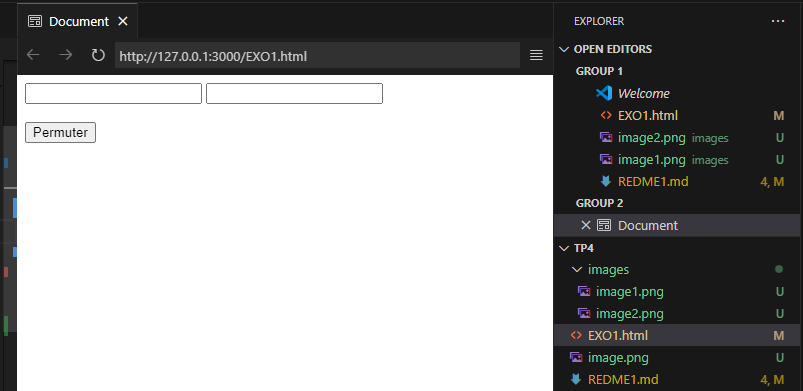 Document
http://127.0.0.1:3000/EXO1.html
Permuter
EXPLORER
OPEN EDITORS
GROUP 1
Welcome
EXO1.html M
image2.png images U
image1.png images U
REDME1.md 4, M
GROUP 2
Document
TP4
images
image1.png U
image2.png U
EXO1.html M
image.png U
REDME1.md 4, M